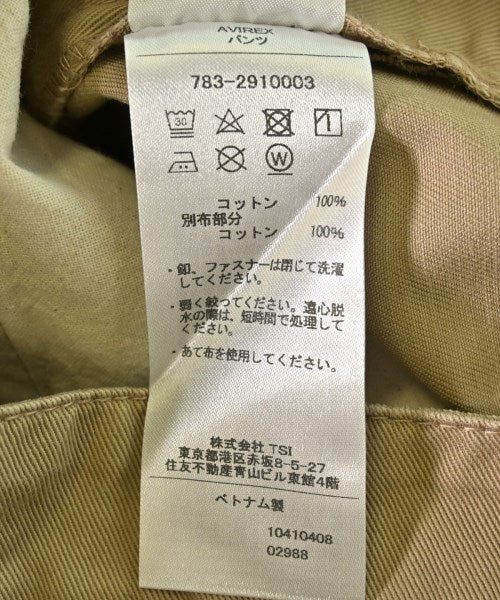 AVIREX
パンツ
783-2910003
30
W
コットン 100%
別布部分
コットン 100%
・釦、ファスナーは閉じて洗濯
してください。
・弱く絞ってください。遠心脱
水の際は、短時間で処理して
ください。
・あて布を使用してください。
株式会社 TSI
東京都港区赤坂8-5-27
住友不動産青山ビル東館4階
ベトナム製
10410408
02988